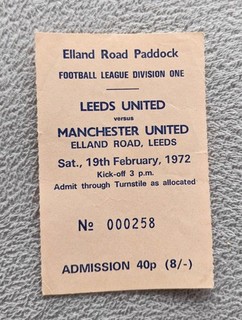 Elland Road Paddock
FOOTBALL LEAGUE DIVISION ONE
LEEDS UNITED
versus
MANCHESTER UNITED
ELLAND ROAD, LEEDS
Sat., 19th February, 1972
Kick-off 3 p.m.
Admit through Turnstile as allocated
No 000258
ADMISSION 40p (8/-)